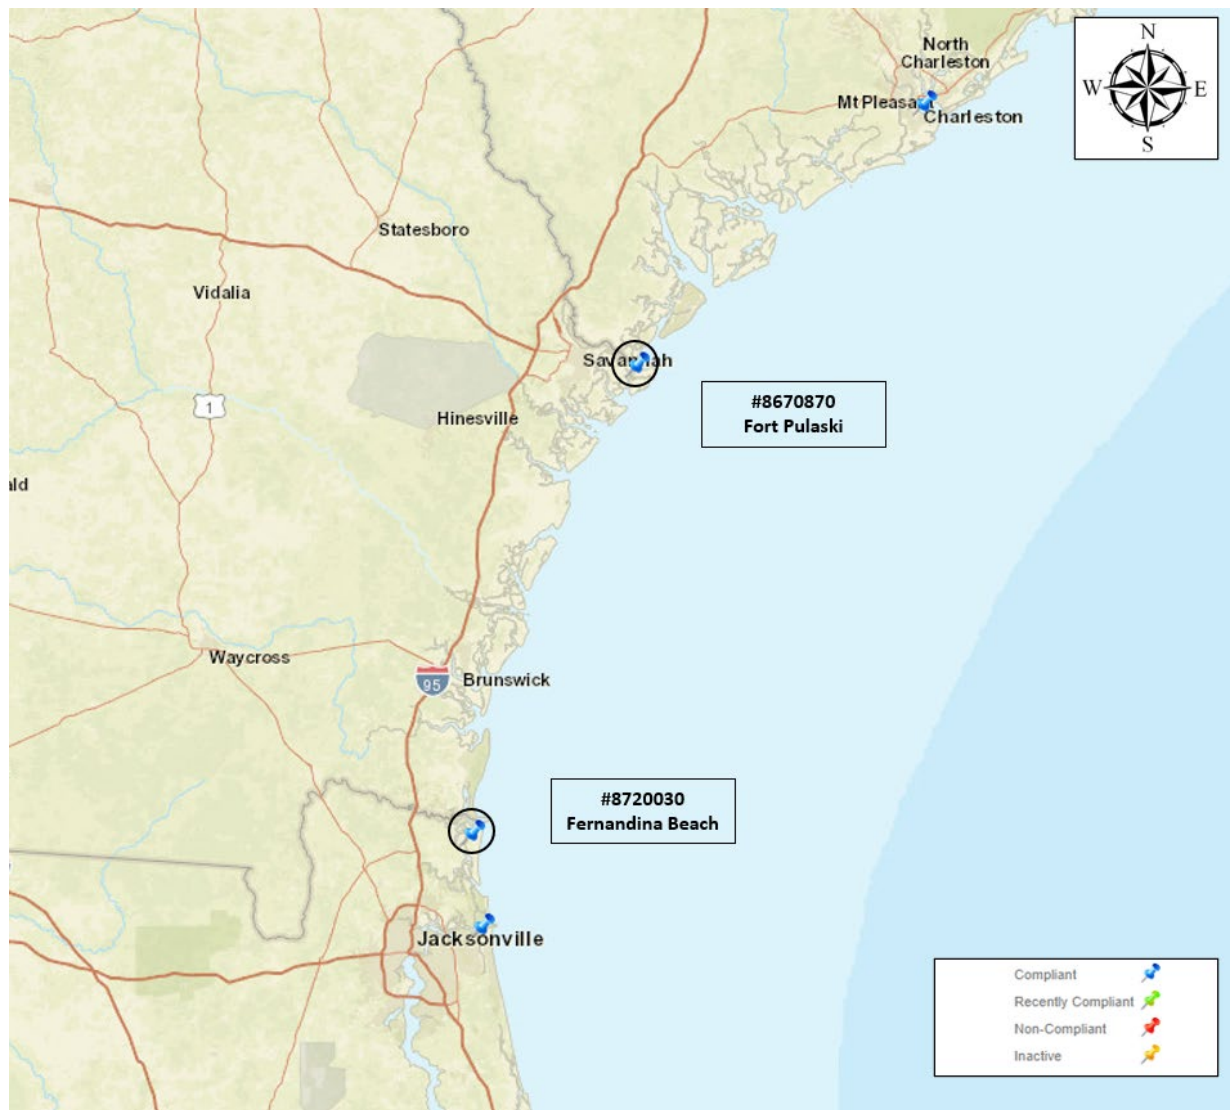 N
W
E
S
North
Charleston
Mt Pleasant
Charleston
Statesboro
Vidalia
Savannah
#8670870
Fort Pulaski
1
Hinesville
ald
Waycross
95
Brunswick
#8720030
Fernandina Beach
Jacksonville
Compliant
Recently Compliant
Non-Compliant
Inactive